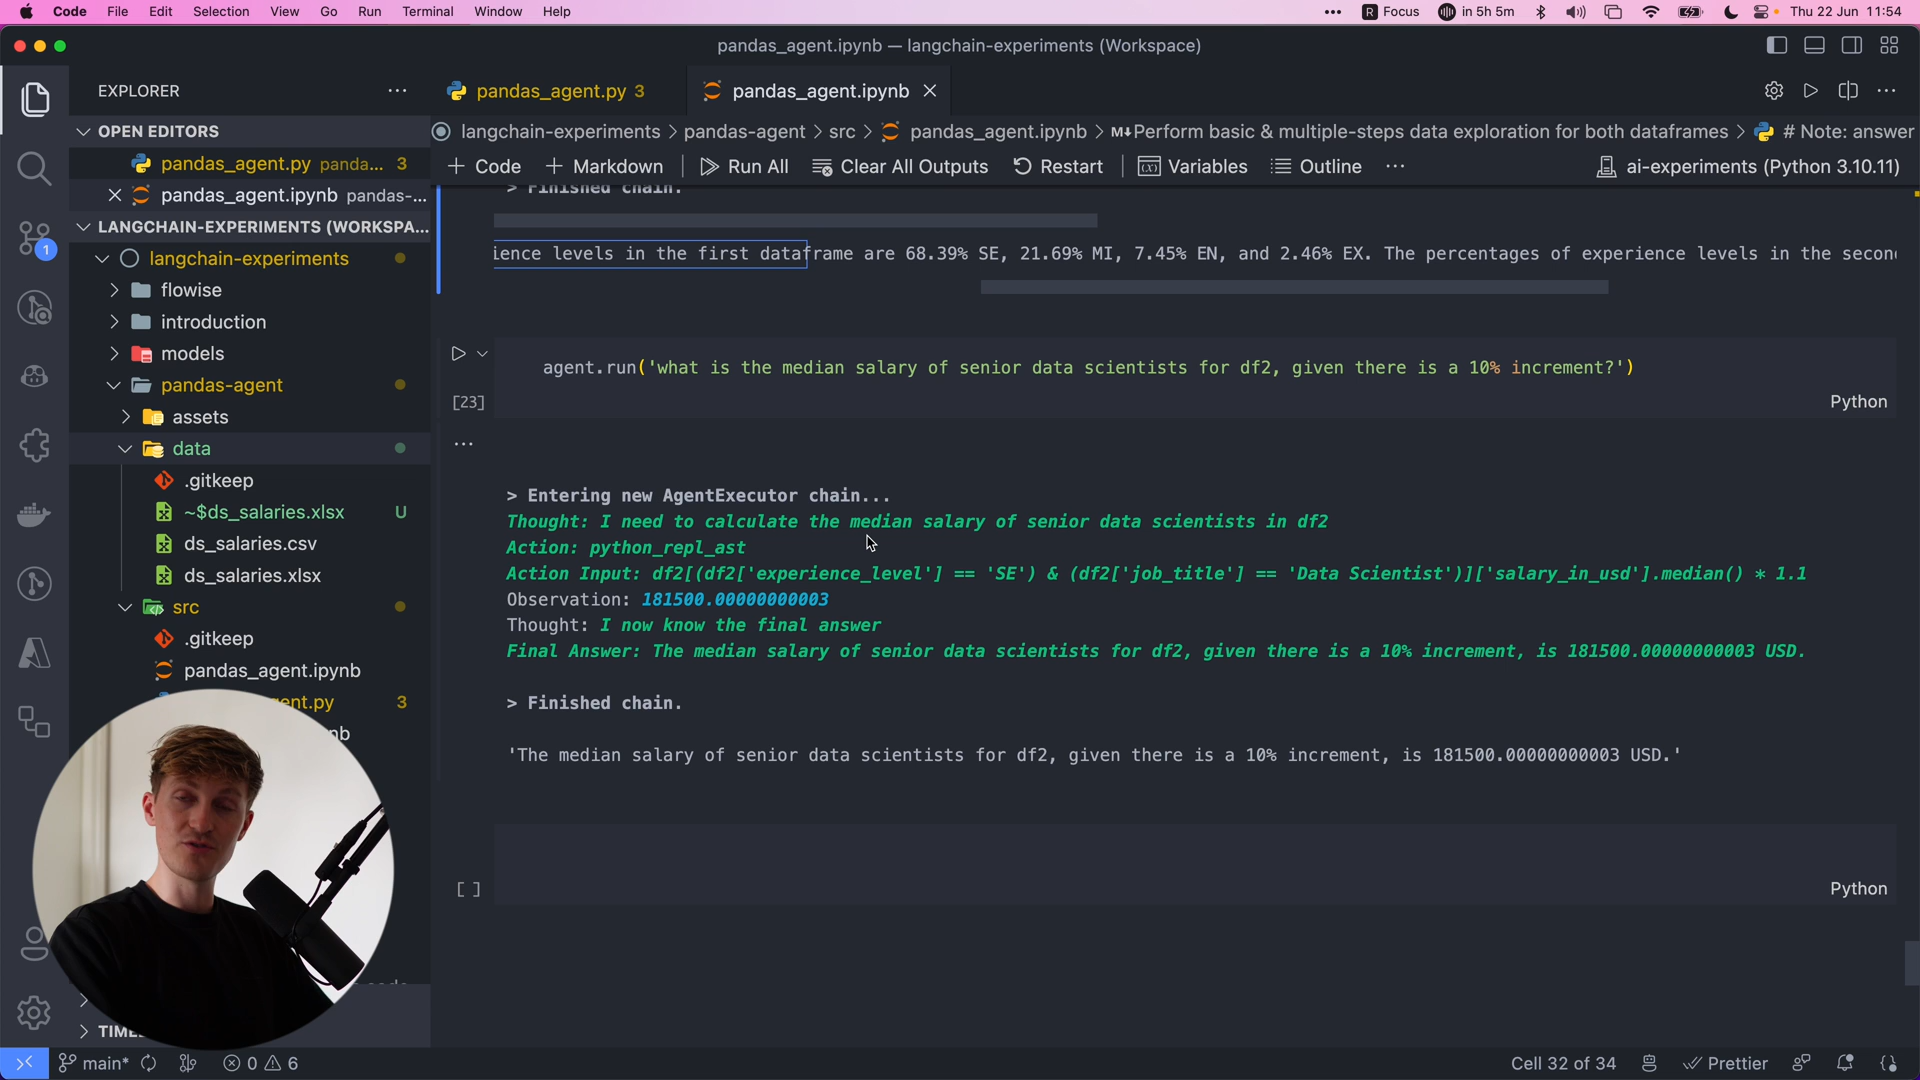 Code File Edit Selection View Go Run Terminal Window Help
Focus in 5h 5m Thu 22 Jun 11:54
pandas_agent.ipynb — langchain-experiments (Workspace)
EXPLORER
pandas_agent.py 3
pandas_agent.ipynb
OPEN EDITORS
langchain-experiments > pandas-agent > src > pandas_agent.ipynb > M↓Perform basic & multiple-steps data exploration for both dataframes > # Note: answer
pandas_agent.py panda... 3
pandas_agent.ipynb pandas-...
+ Code + Markdown Run All Clear All Outputs Restart Variables Outline ...
ai-experiments (Python 3.10.11)
LANGCHAIN-EXPERIMENTS (WORKSPA...
langchain-experiments
flowise
introduction
models
pandas-agent
assets
data
.gitkeep
~$ds_salaries.xlsx U
ds_salaries.csv
ds_salaries.xlsx
src
.gitkeep
pandas_agent.ipynb
ent.py 3
nb
> Finished chain.
ience levels in the first dataframe are 68.39% SE, 21.69% MI, 7.45% EN, and 2.46% EX. The percentages of experience levels in the secon
agent.run('what is the median salary of senior data scientists for df2, given there is a 10% increment?')
[23]
Python
...
> Entering new AgentExecutor chain...
Thought: I need to calculate the median salary of senior data scientists in df2
Action: python_repl_ast
Action Input: df2[(df2['experience_level'] == 'SE') & (df2['job_title'] == 'Data Scientist')]['salary_in_usd'].median() * 1.1
Observation: 181500.00000000003
Thought: I now know the final answer
Final Answer: The median salary of senior data scientists for df2, given there is a 10% increment, is 181500.00000000003 USD.
> Finished chain.
'The median salary of senior data scientists for df2, given there is a 10% increment, is 181500.00000000003 USD.'
[ ]
Python
TIME
main* 0 6
Cell 32 of 34 Prettier